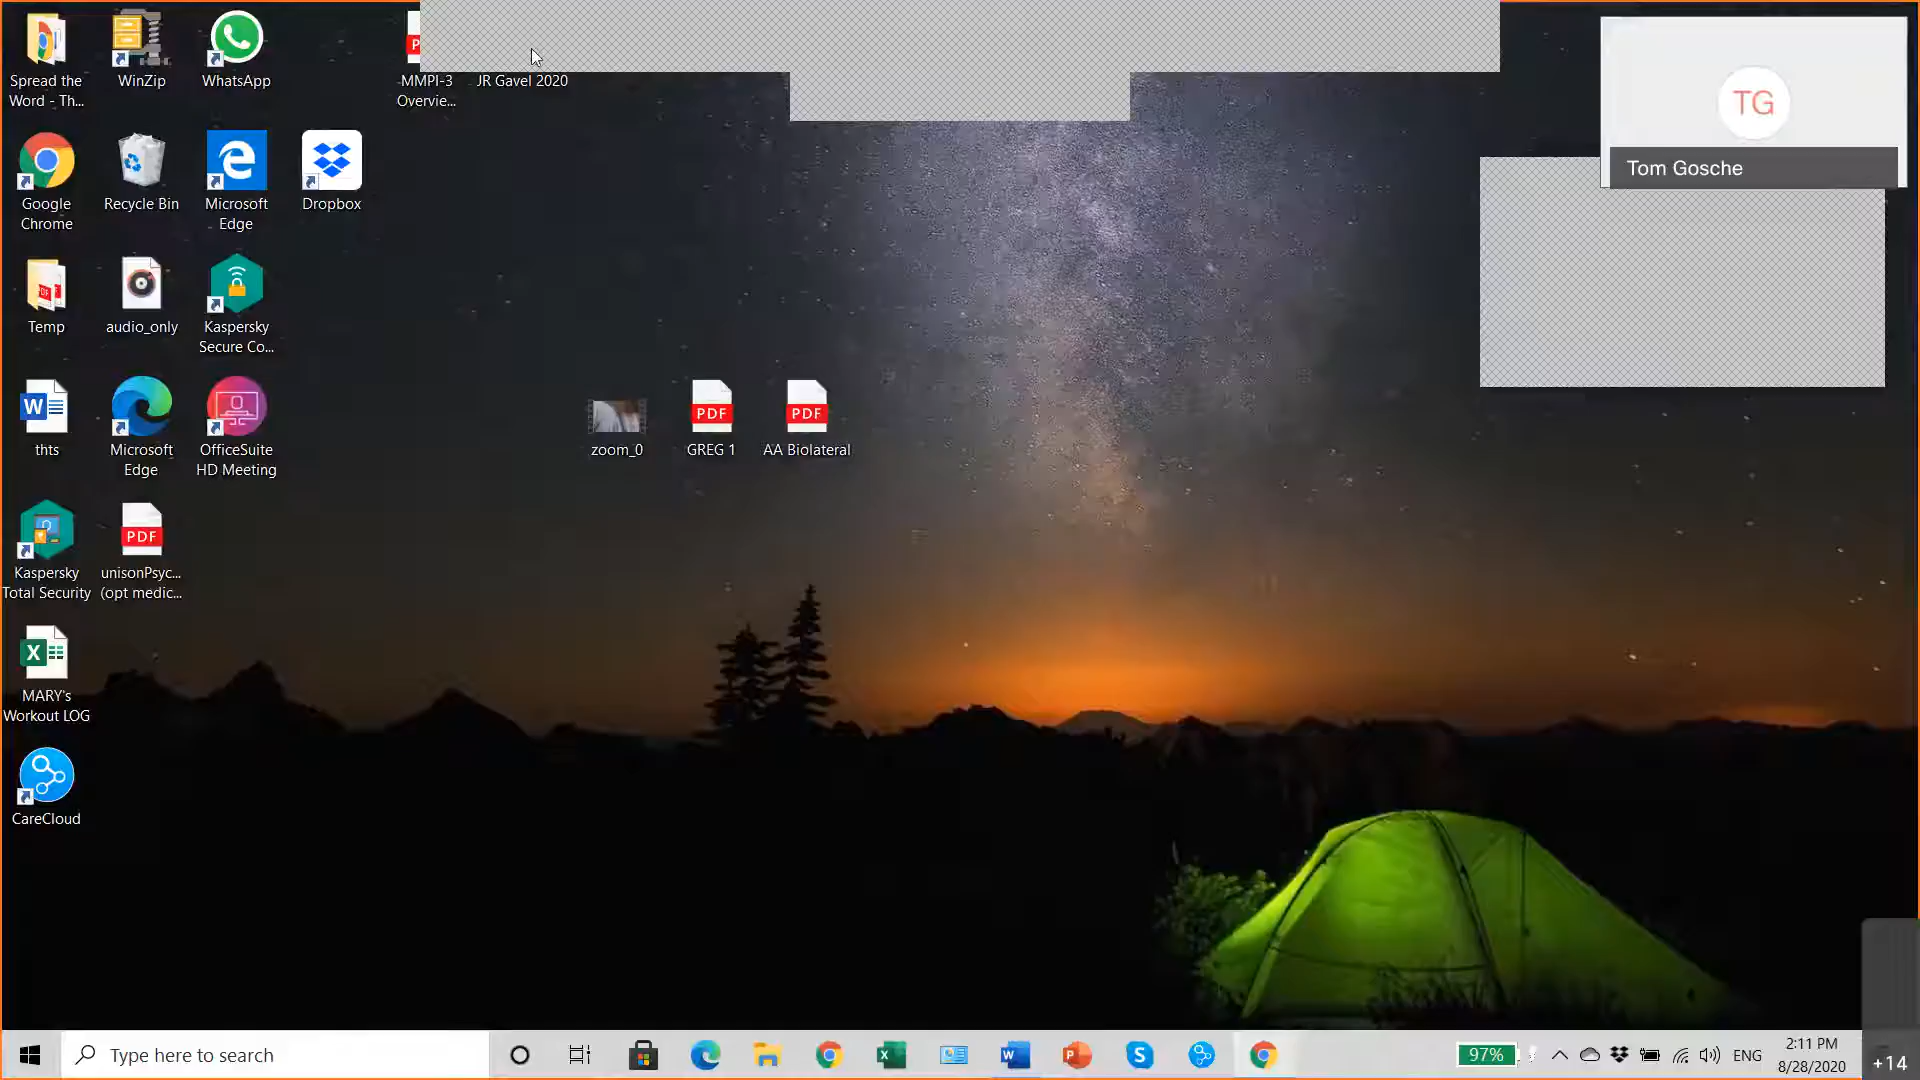 Spread the
Word - Th...
WinZip
WhatsApp
MMPI-3
Overvie...
JR Gavel 2020
TG
Tom Gosche
Google
Chrome
Recycle Bin
Microsoft
Edge
Dropbox
Temp
audio_only
Kaspersky
Secure Co...
thts
Microsoft
Edge
OfficeSuite
HD Meeting
zoom_0
PDF
GREG 1
PDF
AA Biolateral
Kaspersky
Total Security
PDF
unisonPsyc...
(opt medic...
MARY's
Workout LOG
CareCloud
Type here to search
97%
ENG
2:11 PM
8/28/2020
+14